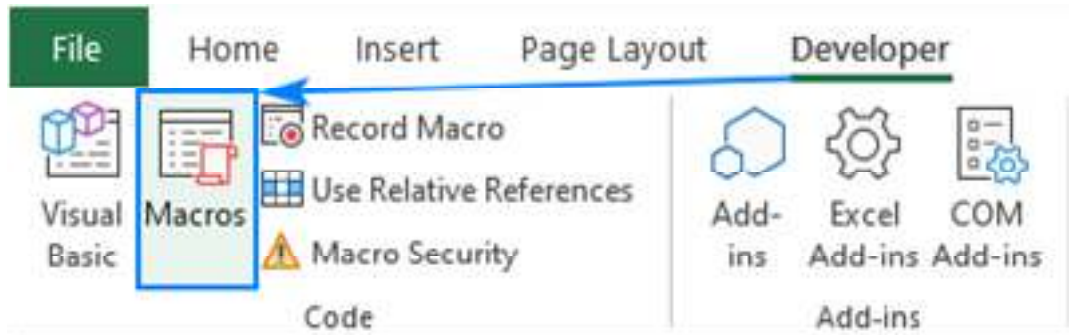 File Home Insert Page Layout Developer
Visual Basic
Macros
Record Macro
Use Relative References
Macro Security
Code
Add-
ins
Excel
Add-ins
COM
Add-ins
Add-ins